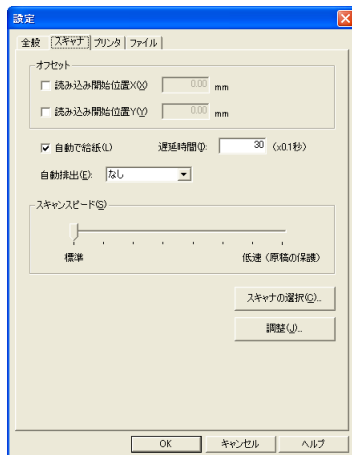 設定
全般 スキャナ プリンタ ファイル
オフセット
読み込み開始位置X(X) 0.00 mm
読み込み開始位置Y(Y) 0.00 mm
自動で給紙(L) 遅延時間(I): 30 (x0.1秒)
自動排出(E): なし
スキャンスピード(S)
標準 低速(原稿の保護)
スキャナの選択(C)...
調整(J)...
OK キャンセル ヘルプ